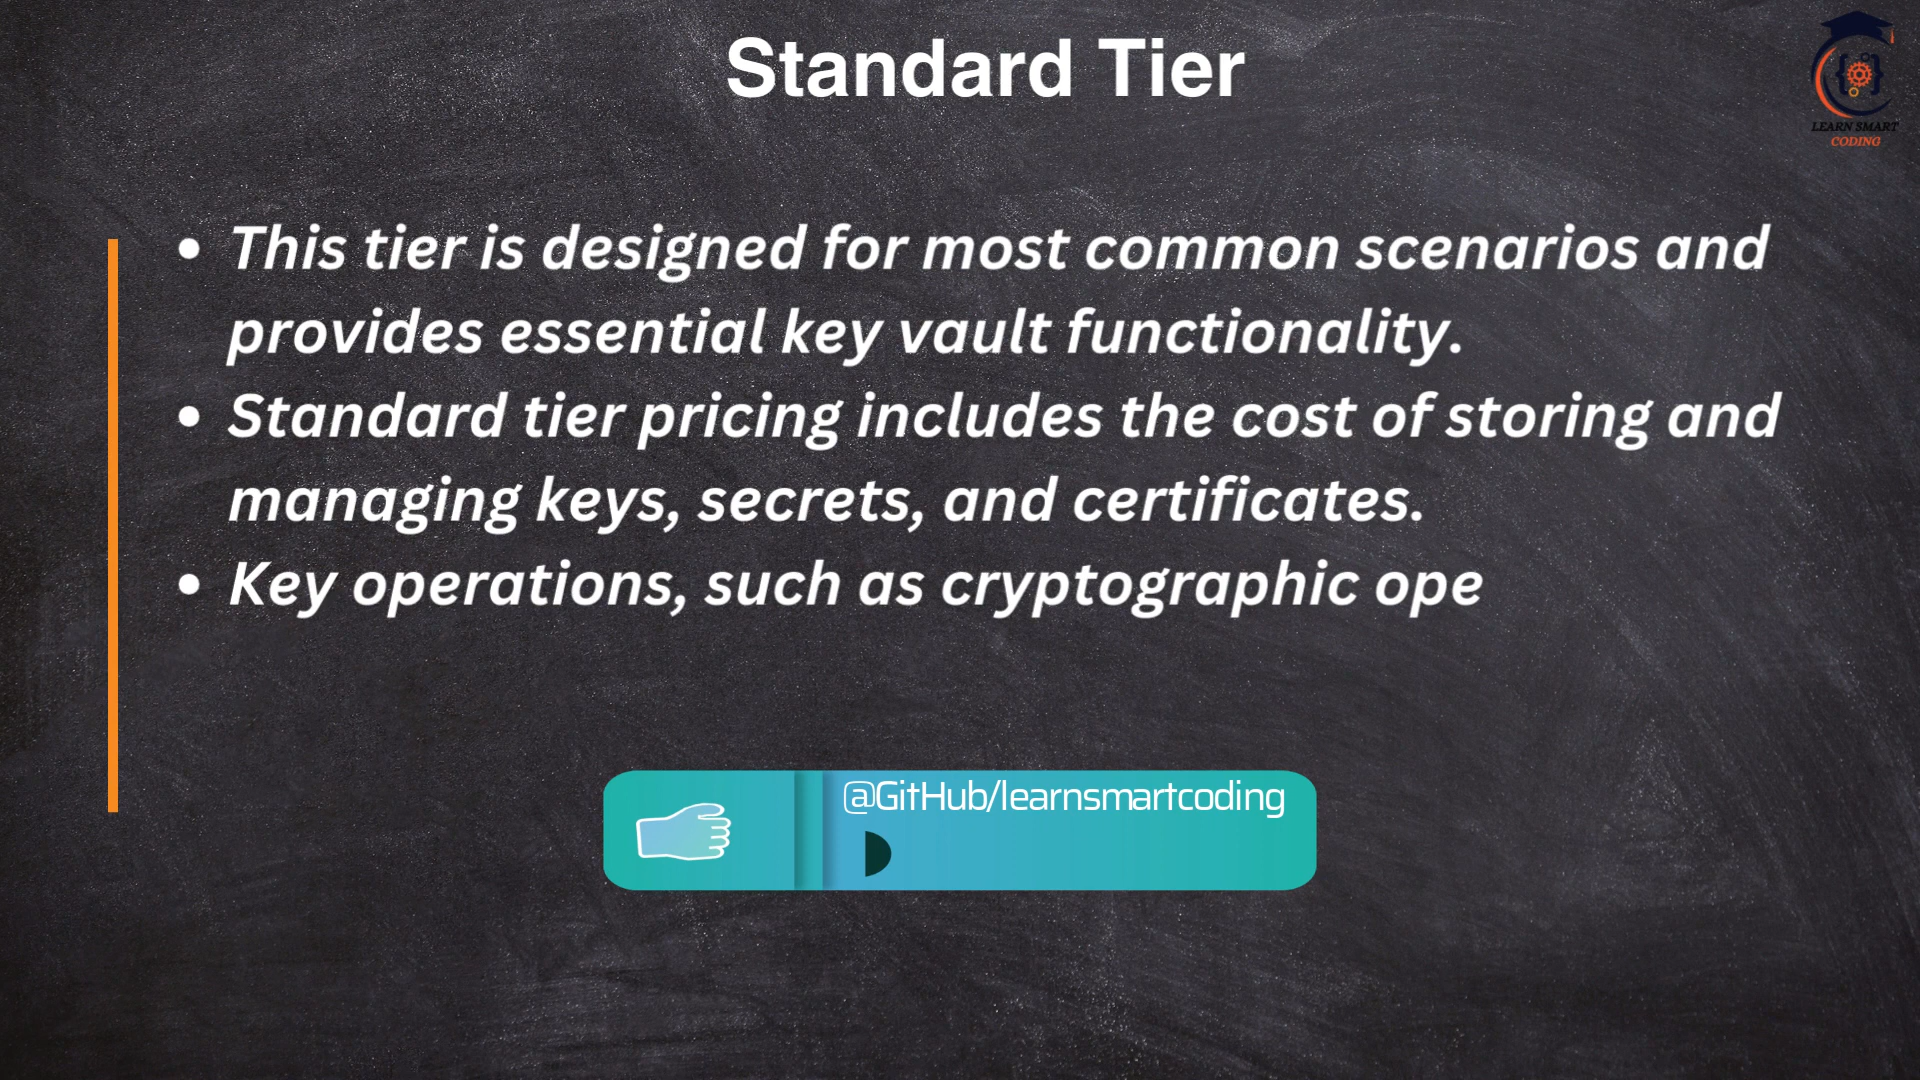 Standard Tier
LEARN SMART
CODING
• This tier is designed for most common scenarios and
provides essential key vault functionality.
• Standard tier pricing includes the cost of storing and
managing keys, secrets, and certificates.
• Key operations, such as cryptographic ope
@GitHub/learnsmartcoding